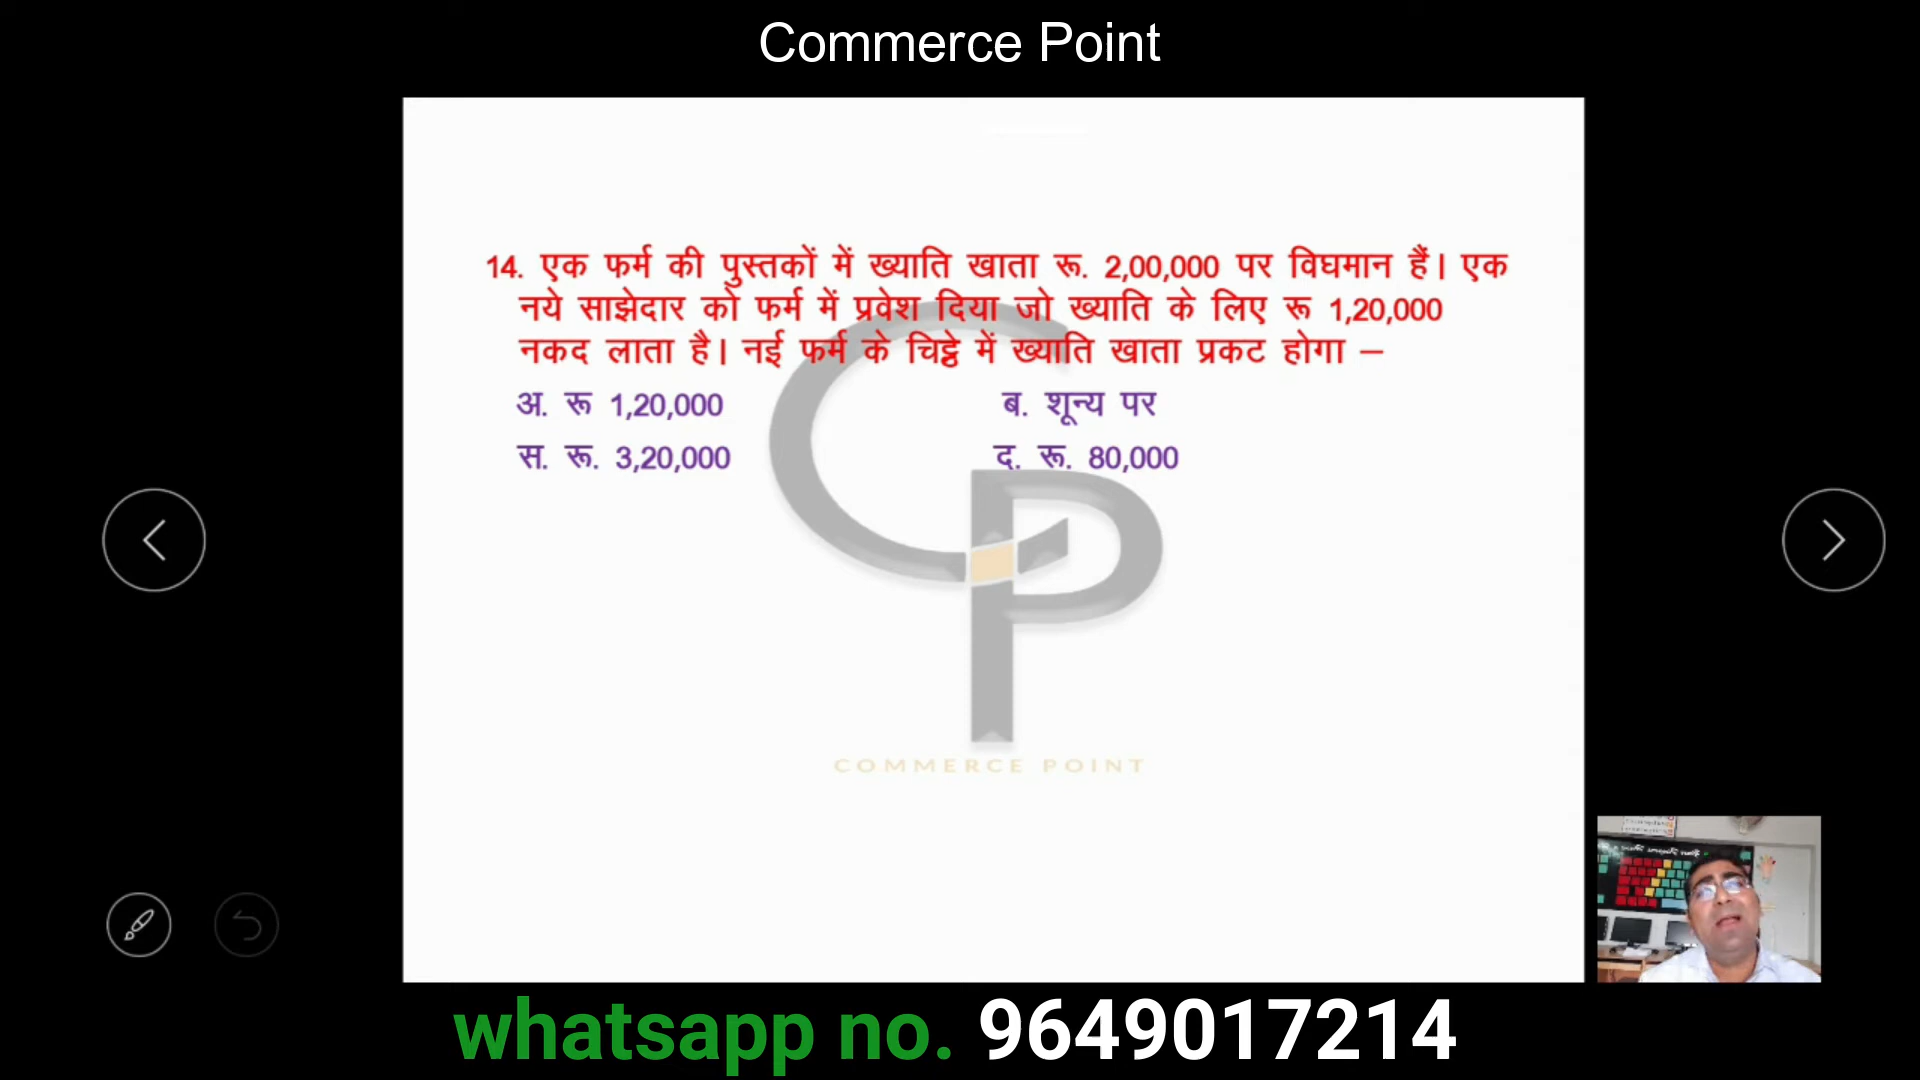 Commerce Point
14. एक फर्म की पुस्तकों में ख्याति खाता रू. 2,00,000 पर विघमान हैं। एक
नये साझेदार को फर्म में प्रवेश दिया जो ख्याति के लिए रू 1,20,000
नकद लाता है। नई फर्म के चिट्ठे में ख्याति खाता प्रकट होगा –
अ. रू 1,20,000 ब. शून्य पर
स. रू. 3,20,000 द. रू. 80,000
COMMERCE POINT
whatsapp no. 9649017214